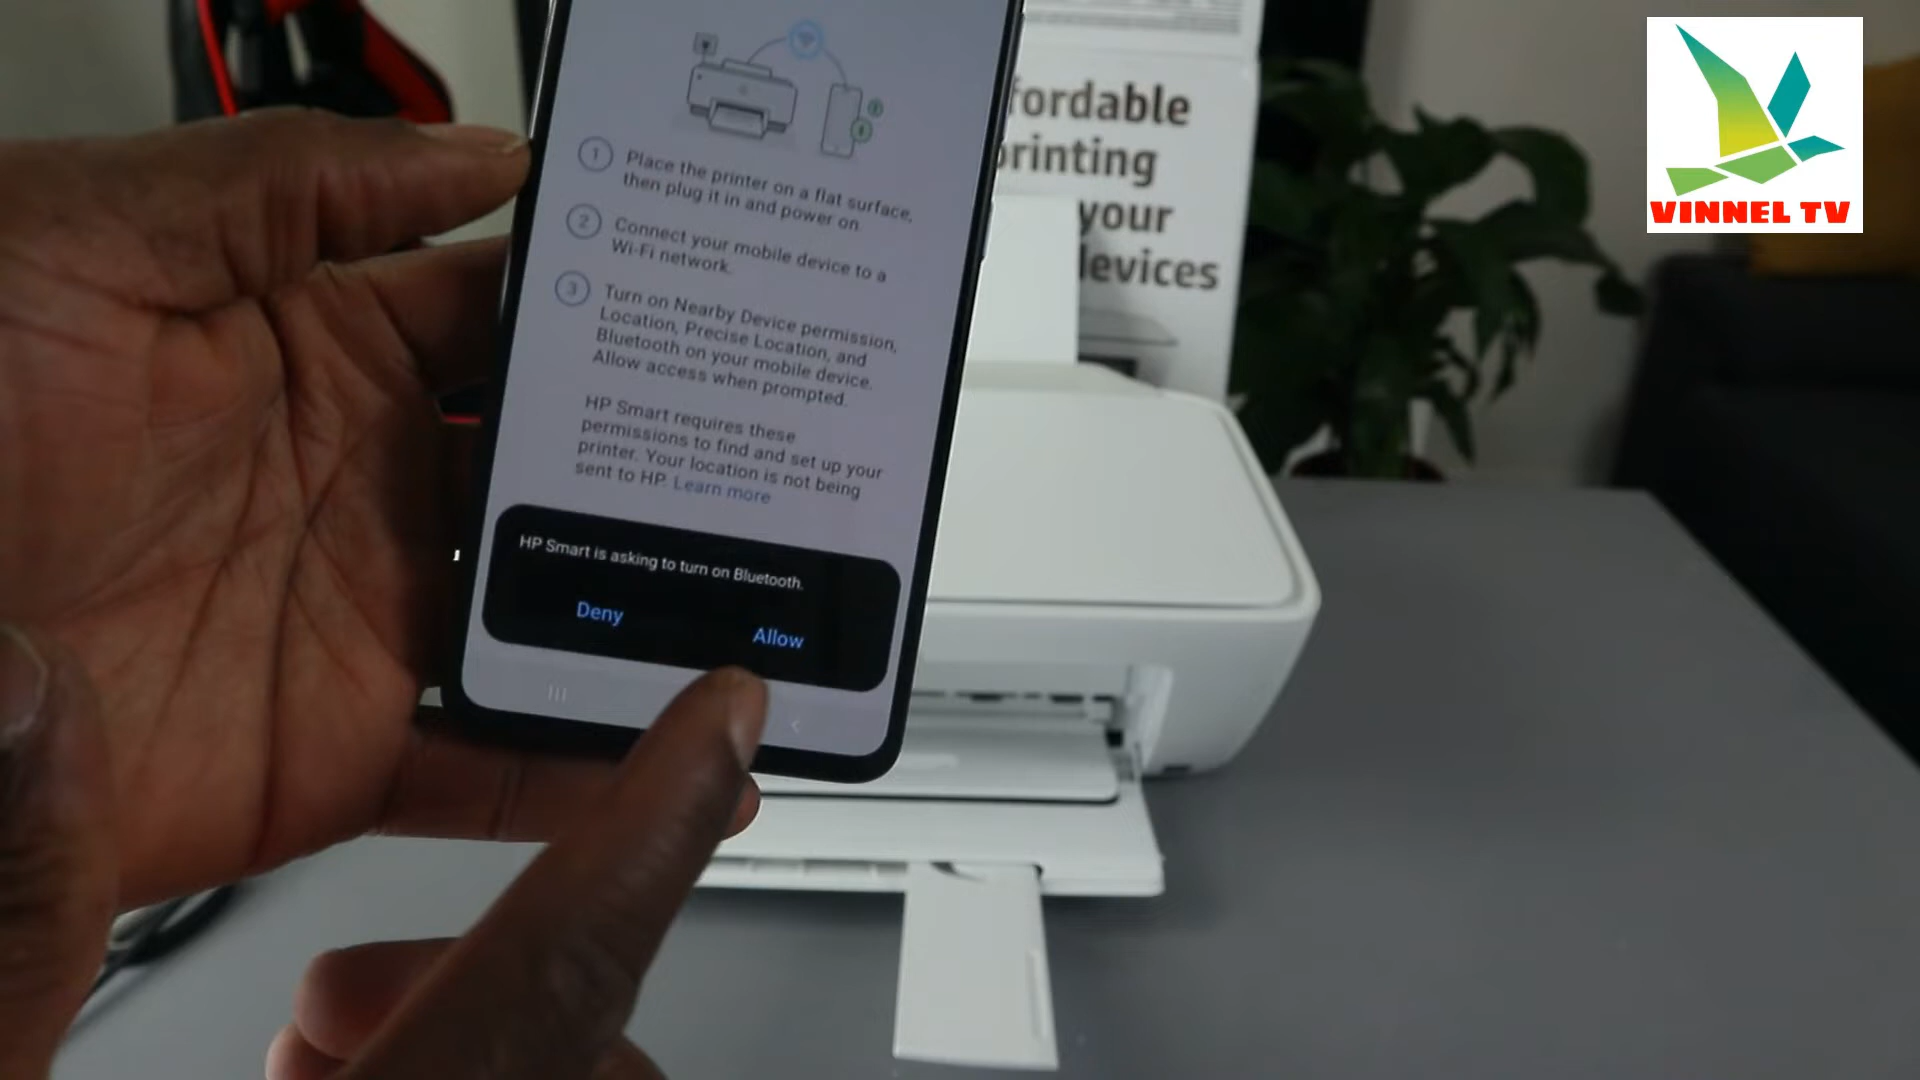 VINNEL TV
fordable
printing
your
devices
1 Place the printer on a flat surface,
then plug it in and power on.
2 Connect your mobile device to a
Wi-Fi network.
3 Turn on Nearby Device permission,
Location, Precise Location, and
Bluetooth on your mobile device.
Allow access when prompted.
HP Smart requires these
permissions to find and set up your
printer. Your location is not being
sent to HP. Learn more
HP Smart is asking to turn on Bluetooth.
Deny
Allow